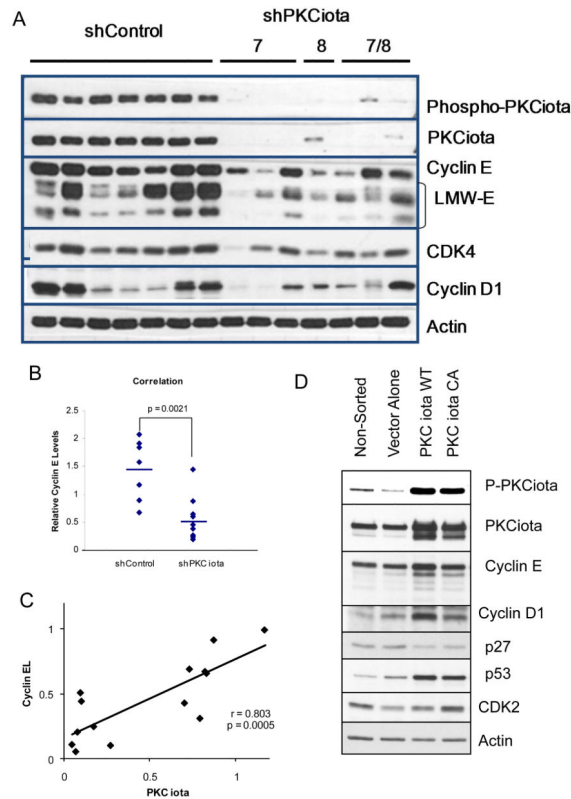 A
shControl
shPKCiota
7
8
7/8
Phospho-PKCiota
PKCiota
Cyclin E
LMW-E
CDK4
Cyclin D1
Actin
B
Correlation
p = 0.0021
Relative Cyclin E Levels
2.5
2
1.5
1
0.5
0
shControl
shPKC iota
C
Cyclin EL
1
0.5
0
r = 0.803
p = 0.0005
0
0.5
1
PKC iota
D
Non-Sorted
Vector Alone
PKC iota WT
PKC iota CA
P-PKCiota
PKCiota
Cyclin E
Cyclin D1
p27
p53
CDK2
Actin